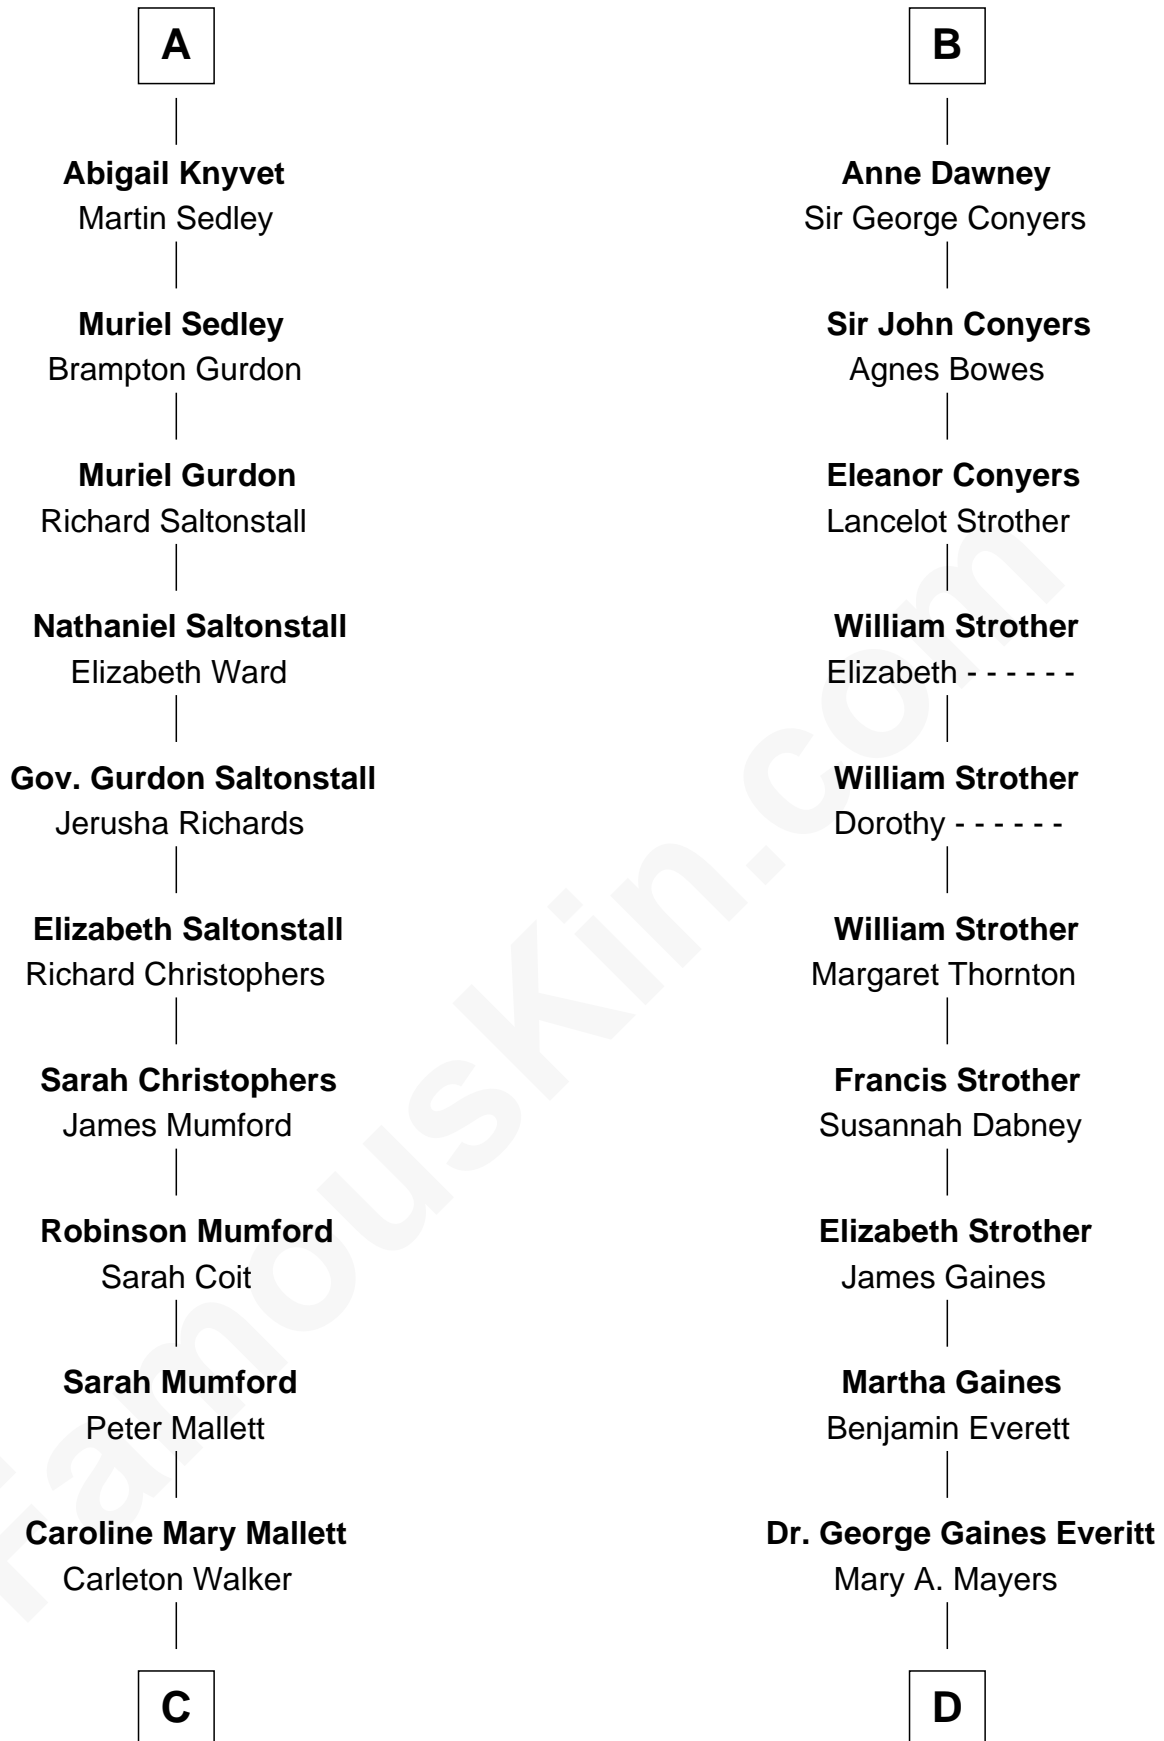 A
Abigail Knyvet
Martin Sedley
Muriel Sedley
Brampton Gurdon
Muriel Gurdon
Richard Saltonstall
Nathaniel Saltonstall
Elizabeth Ward
Gov. Gurdon Saltonstall
Jerusha Richards
Elizabeth Saltonstall
Richard Christophers
Sarah Christophers
James Mumford
Robinson Mumford
Sarah Coit
Sarah Mumford
Peter Mallett
Caroline Mary Mallett
Carleton Walker
C
B
Anne Dawney
Sir George Conyers
Sir John Conyers
Agnes Bowes
Eleanor Conyers
Lancelot Strother
William Strother
Elizabeth - - - - - -
William Strother
Dorothy - - - - - -
William Strother
Margaret Thornton
Francis Strother
Susannah Dabney
Elizabeth Strother
James Gaines
Martha Gaines
Benjamin Everett
Dr. George Gaines Everitt
Mary A. Mayers
D
FamousKin.com